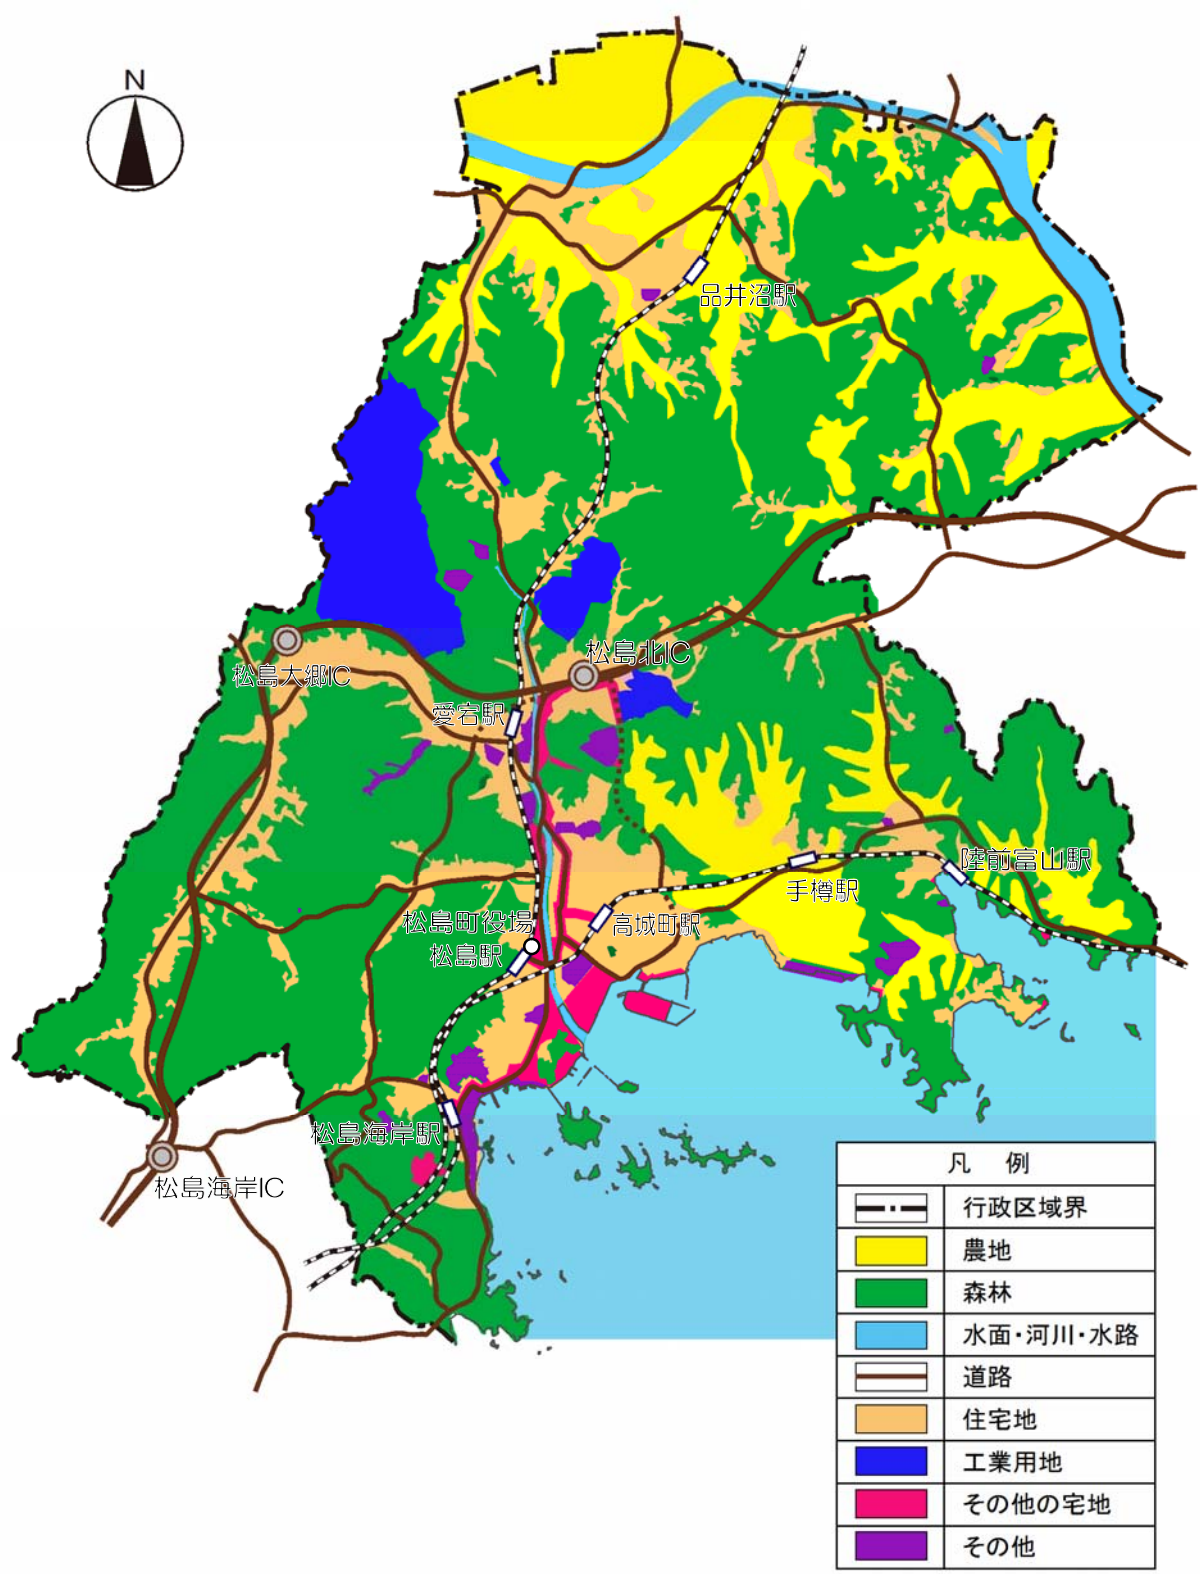 N
品井沼駅
松島北IC
松島大郷IC
愛宕駅
陸前富山駅
手樽駅
松島町役場
高城町駅
松島駅
松島海岸駅
松島海岸IC
凡 例
行政区域界
農地
森林
水面・河川・水路
道路
住宅地
工業用地
その他の宅地
その他